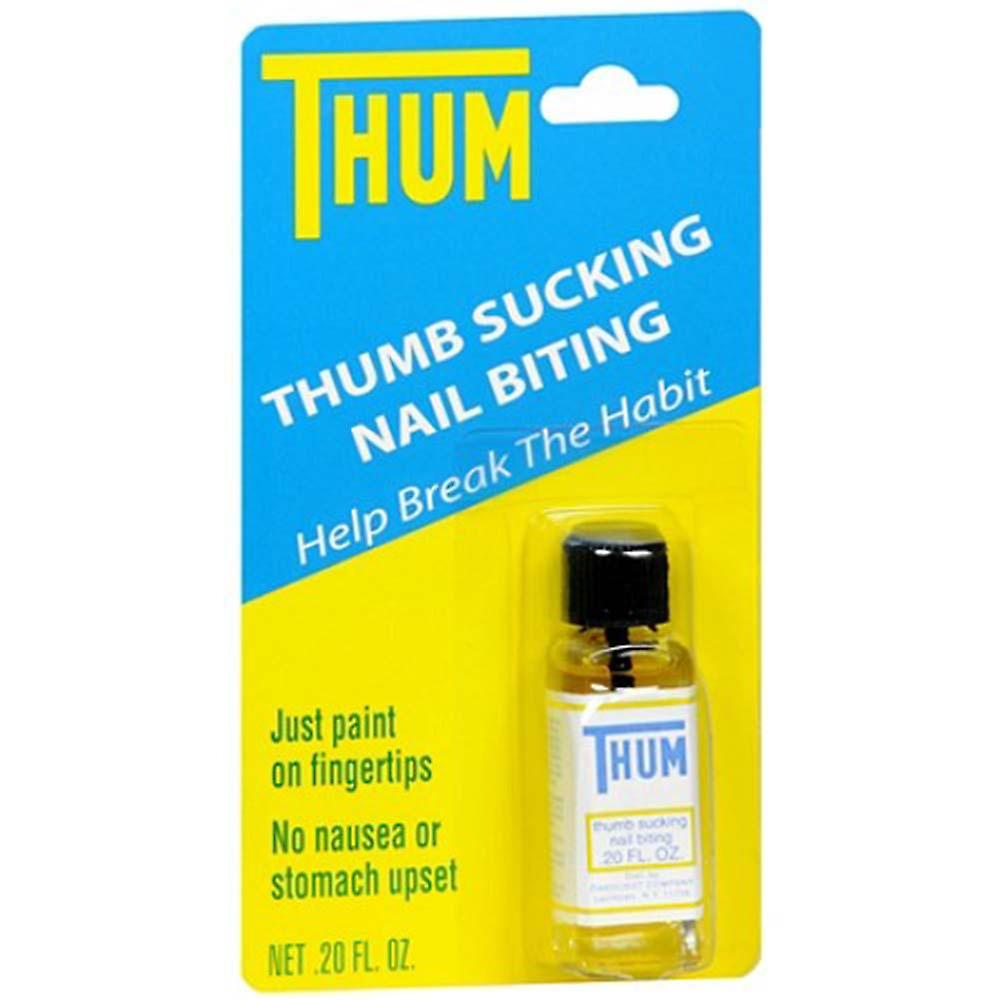 THUM
THUMB SUCKING
NAIL BITING
Help Break The Habit
Just paint
on fingertips
No nausea or
stomach upset
NET .20 FL. OZ.
THUM
thumb sucking
nail biting
.20 FL. OZ.
COMPANY